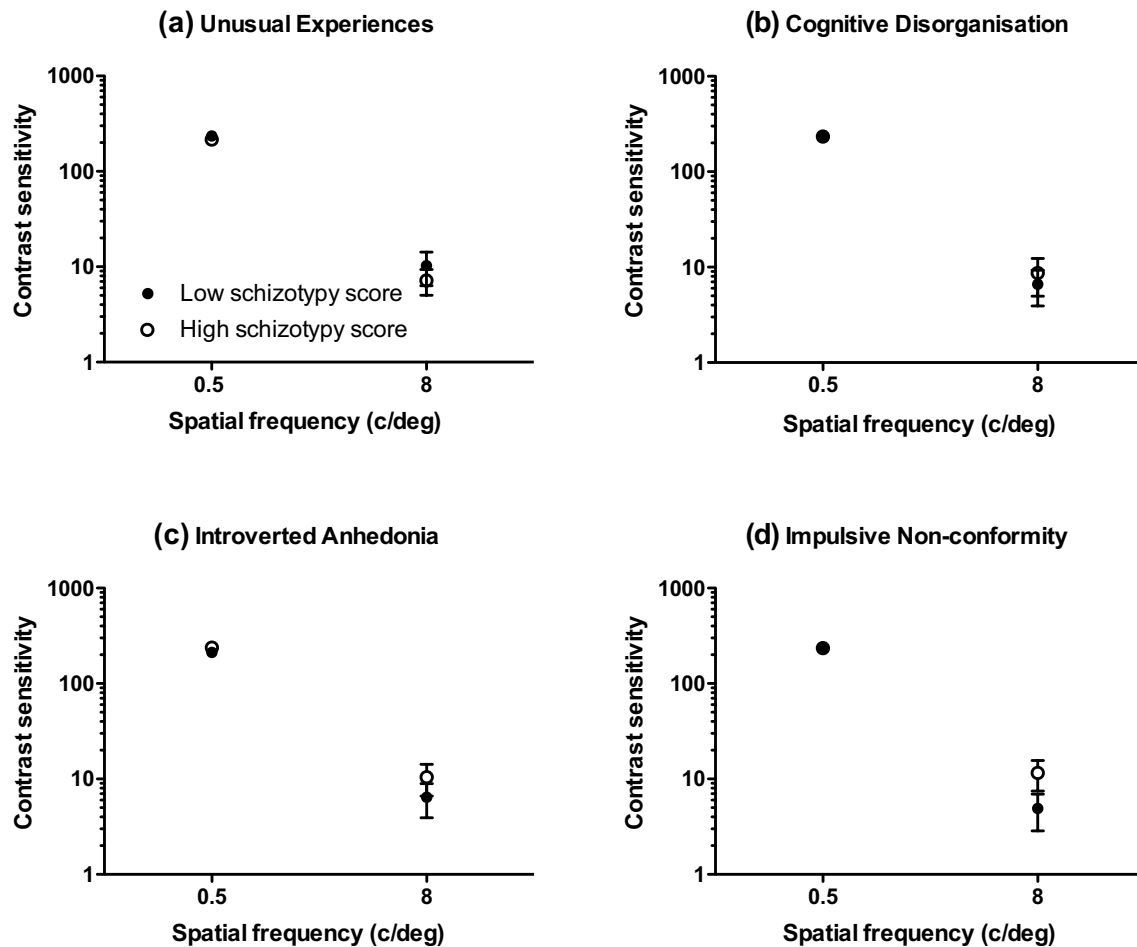 (a) Unusual Experiences
Contrast sensitivity
1000
100
10
1
Low schizotypy score
High schizotypy score
0.5
8
Spatial frequency (c/deg)
(b) Cognitive Disorganisation
Contrast sensitivity
1000
100
10
1
0.5
8
Spatial frequency (c/deg)
(c) Introverted Anhedonia
Contrast sensitivity
1000
100
10
1
0.5
8
Spatial frequency (c/deg)
(d) Impulsive Non-conformity
Contrast sensitivity
1000
100
10
1
0.5
8
Spatial frequency (c/deg)